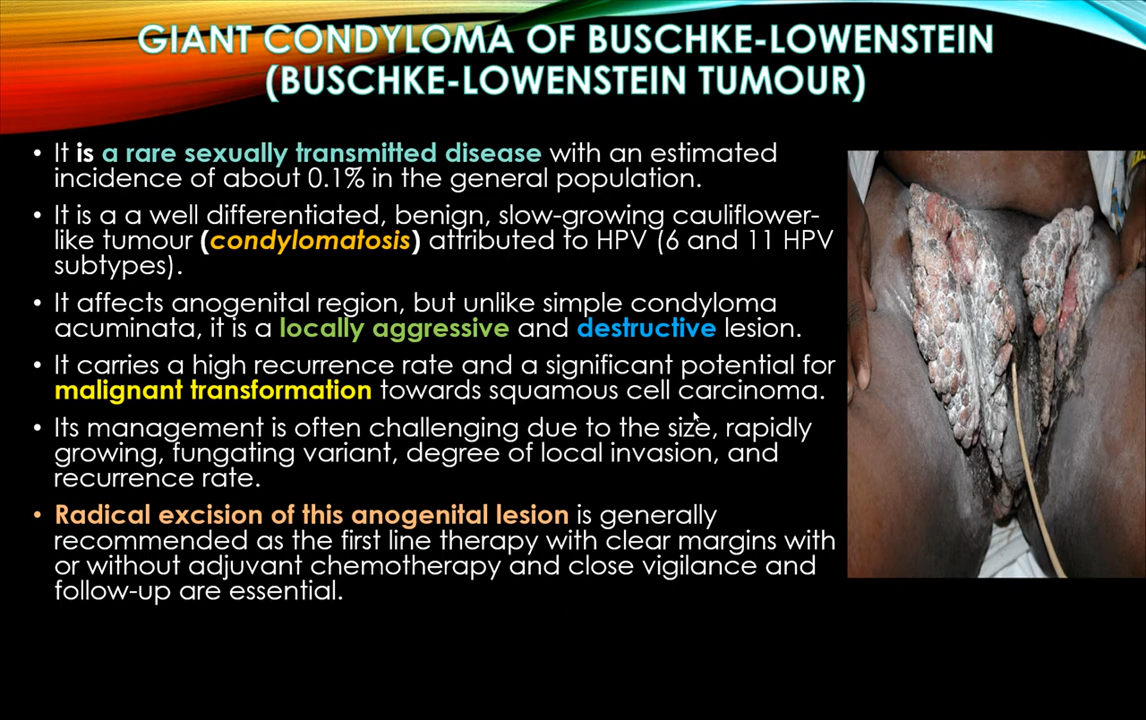 GIANT CONDYLOMA OF BUSCHKE-LOWENSTEIN
(BUSCHKE-LOWENSTEIN TUMOUR)
• It is a rare sexually transmitted disease with an estimated
incidence of about 0.1% in the general population.
• It is a a well differentiated, benign, slow-growing cauliflower-
like tumour (condylomatosis) attributed to HPV (6 and 11 HPV
subtypes).
• It affects anogenital region, but unlike simple condyloma
acuminata, it is a locally aggressive and destructive lesion.
• It carries a high recurrence rate and a significant potential for
malignant transformation towards squamous cell carcinoma.
• Its management is often challenging due to the size, rapidly
growing, fungating variant, degree of local invasion, and
recurrence rate.
• Radical excision of this anogenital lesion is generally
recommended as the first line therapy with clear margins with
or without adjuvant chemotherapy and close vigilance and
follow-up are essential.